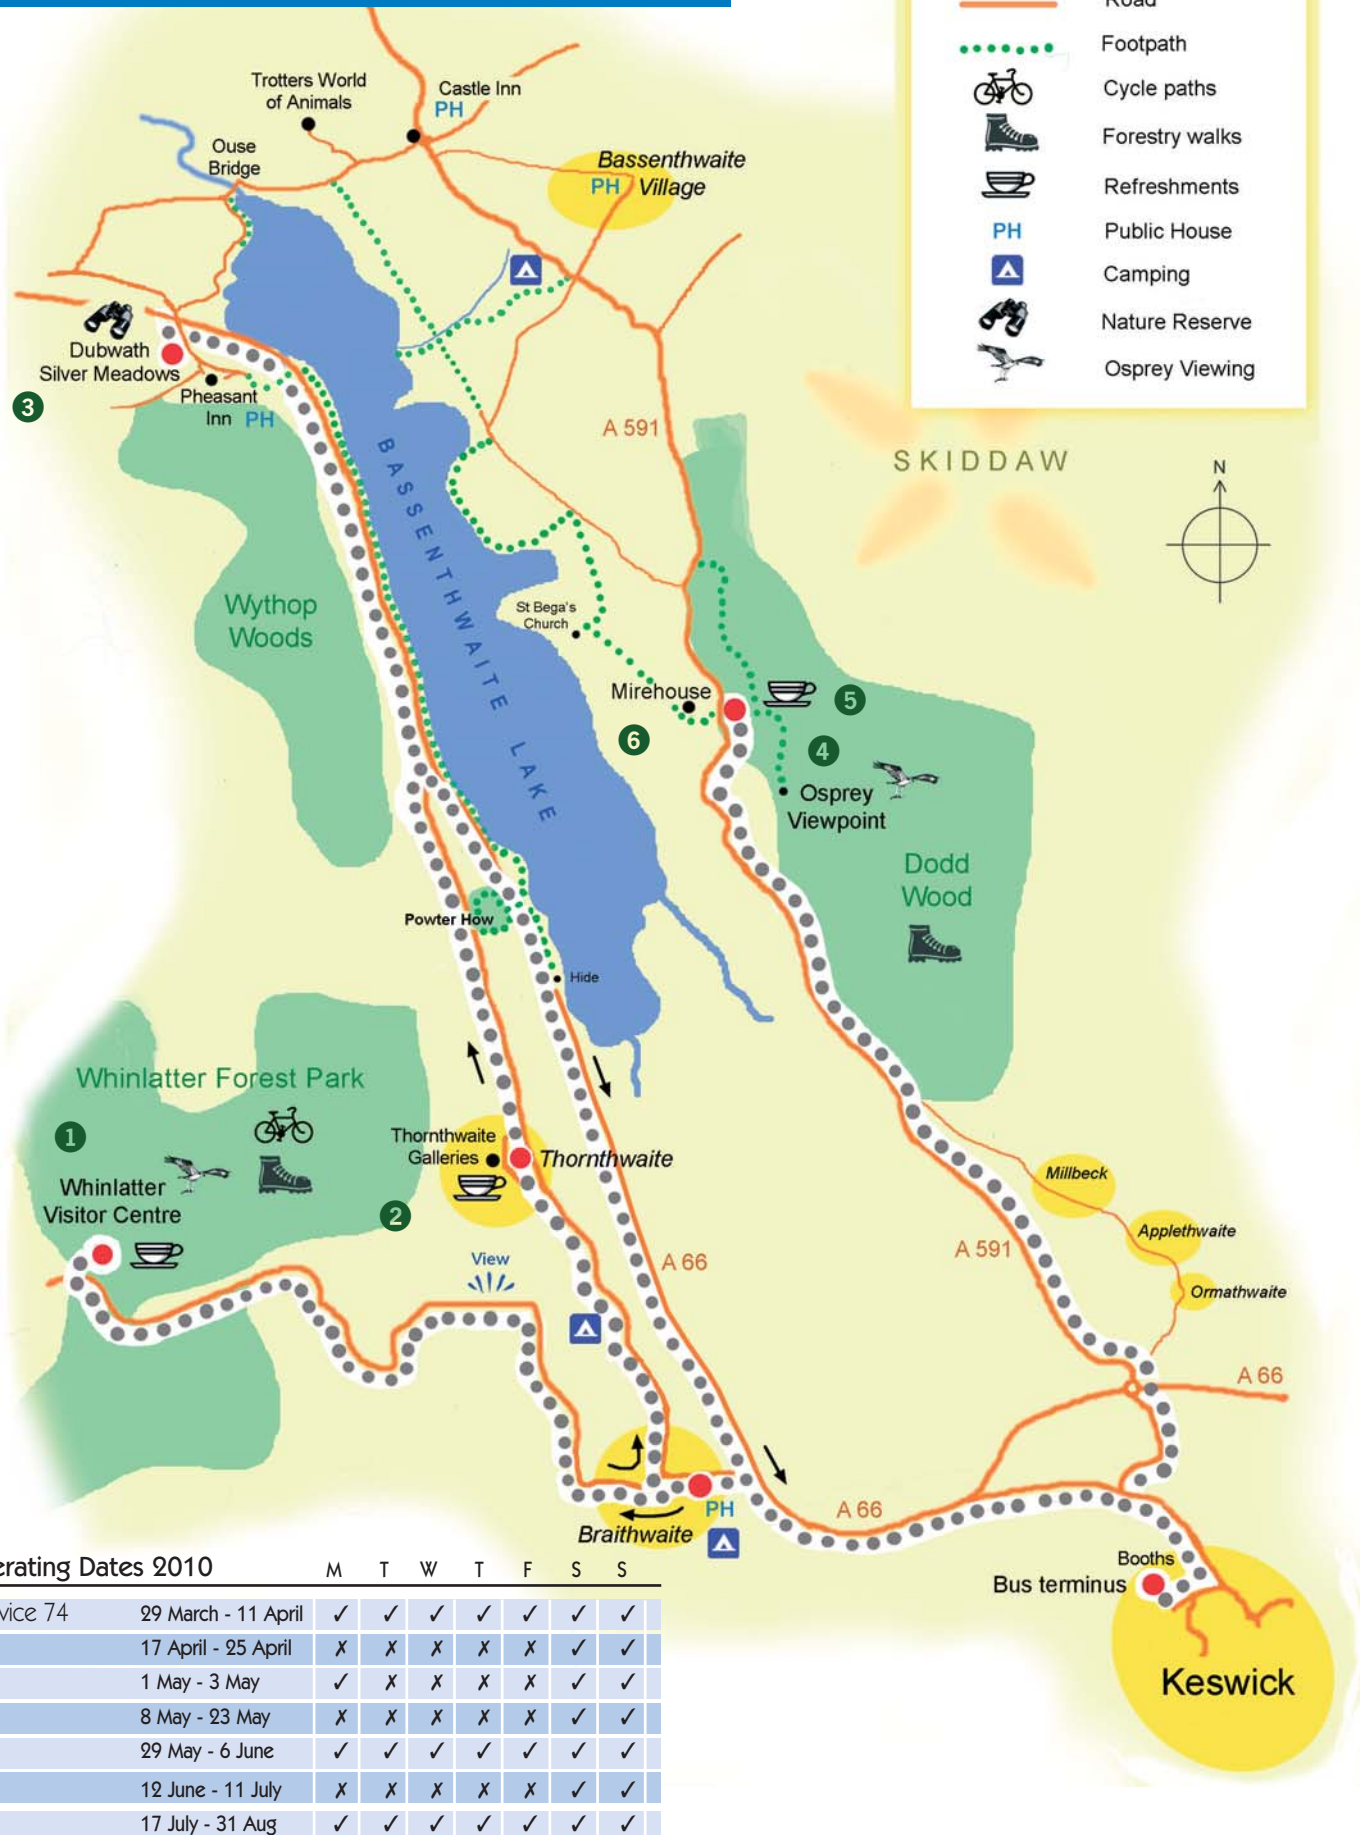 Road
Footpath
Cycle paths
Forestry walks
Refreshments
PH Public House
Camping
Nature Reserve
Osprey Viewing
Trotters World
of Animals
Castle Inn
PH
Ouse
Bridge
Bassenthwaite
PH Village
Dubwath
Silver Meadows
3
Pheasant
Inn PH
A 591
SKIDDAW
N
BASSENTHWAITE LAKE
Wythop
Woods
St Bega's
Church
Mirehouse
5
6
4
Osprey
Viewpoint
Dodd
Wood
Powter How
Hide
Whinlatter Forest Park
1
Whinlatter
Visitor Centre
Thornthwaite
Galleries
Thornthwaite
2
View
A 66
A 591
Millbeck
Applethwaite
Ormathwaite
A 66
A 66
PH
Braithwaite
Booths
Bus terminus
Keswick
erating Dates 2010 M T W T F S S
vice 74 29 March - 11 April ✓ ✓ ✓ ✓ ✓ ✓ ✓
17 April - 25 April ✗ ✗ ✗ ✗ ✗ ✓ ✓
1 May - 3 May ✓ ✗ ✗ ✗ ✗ ✓ ✓
8 May - 23 May ✗ ✗ ✗ ✗ ✗ ✓ ✓
29 May - 6 June ✓ ✓ ✓ ✓ ✓ ✓ ✓
12 June - 11 July ✗ ✗ ✗ ✗ ✗ ✓ ✓
17 July - 31 Aug ✓ ✓ ✓ ✓ ✓ ✓ ✓